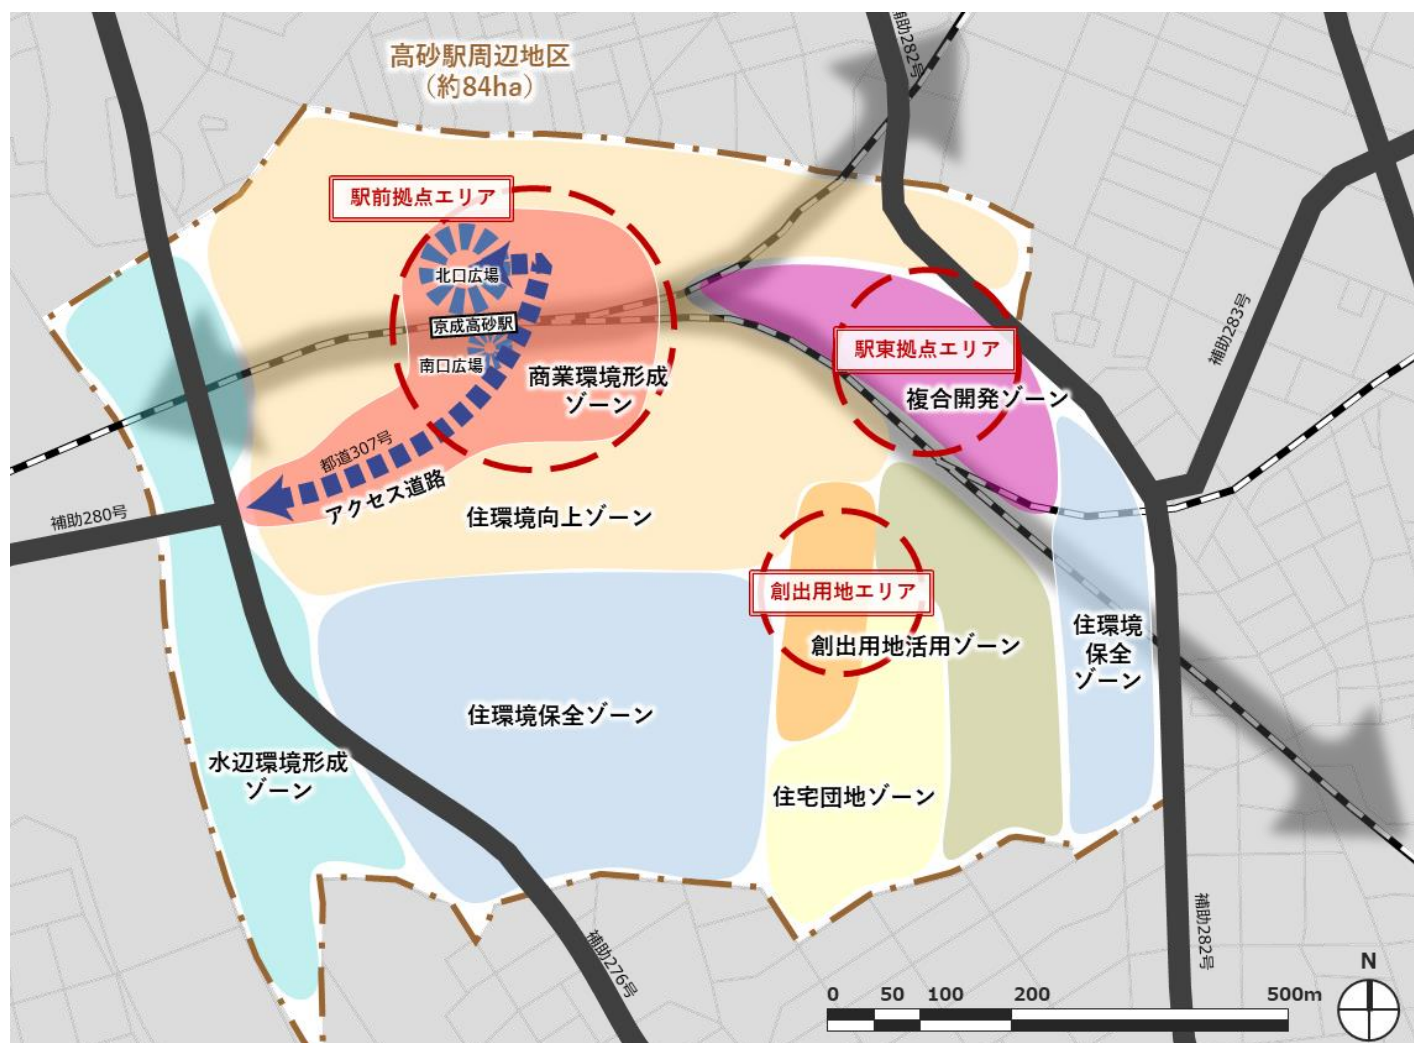 高砂駅周辺地区
（約84ha）
補助282号
駅前拠点エリア
北口広場
京成高砂駅
南口広場
商業環境形成
ゾーン
駅東拠点エリア
複合開発ゾーン
補助283号
都道307号
アクセス道路
補助280号
住環境向上ゾーン
創出用地エリア
創出用地活用ゾーン
住環境
保全
ゾーン
住環境保全ゾーン
水辺環境形成
ゾーン
住宅団地ゾーン
補助276号
補助282号
N
0 50 100 200 500m